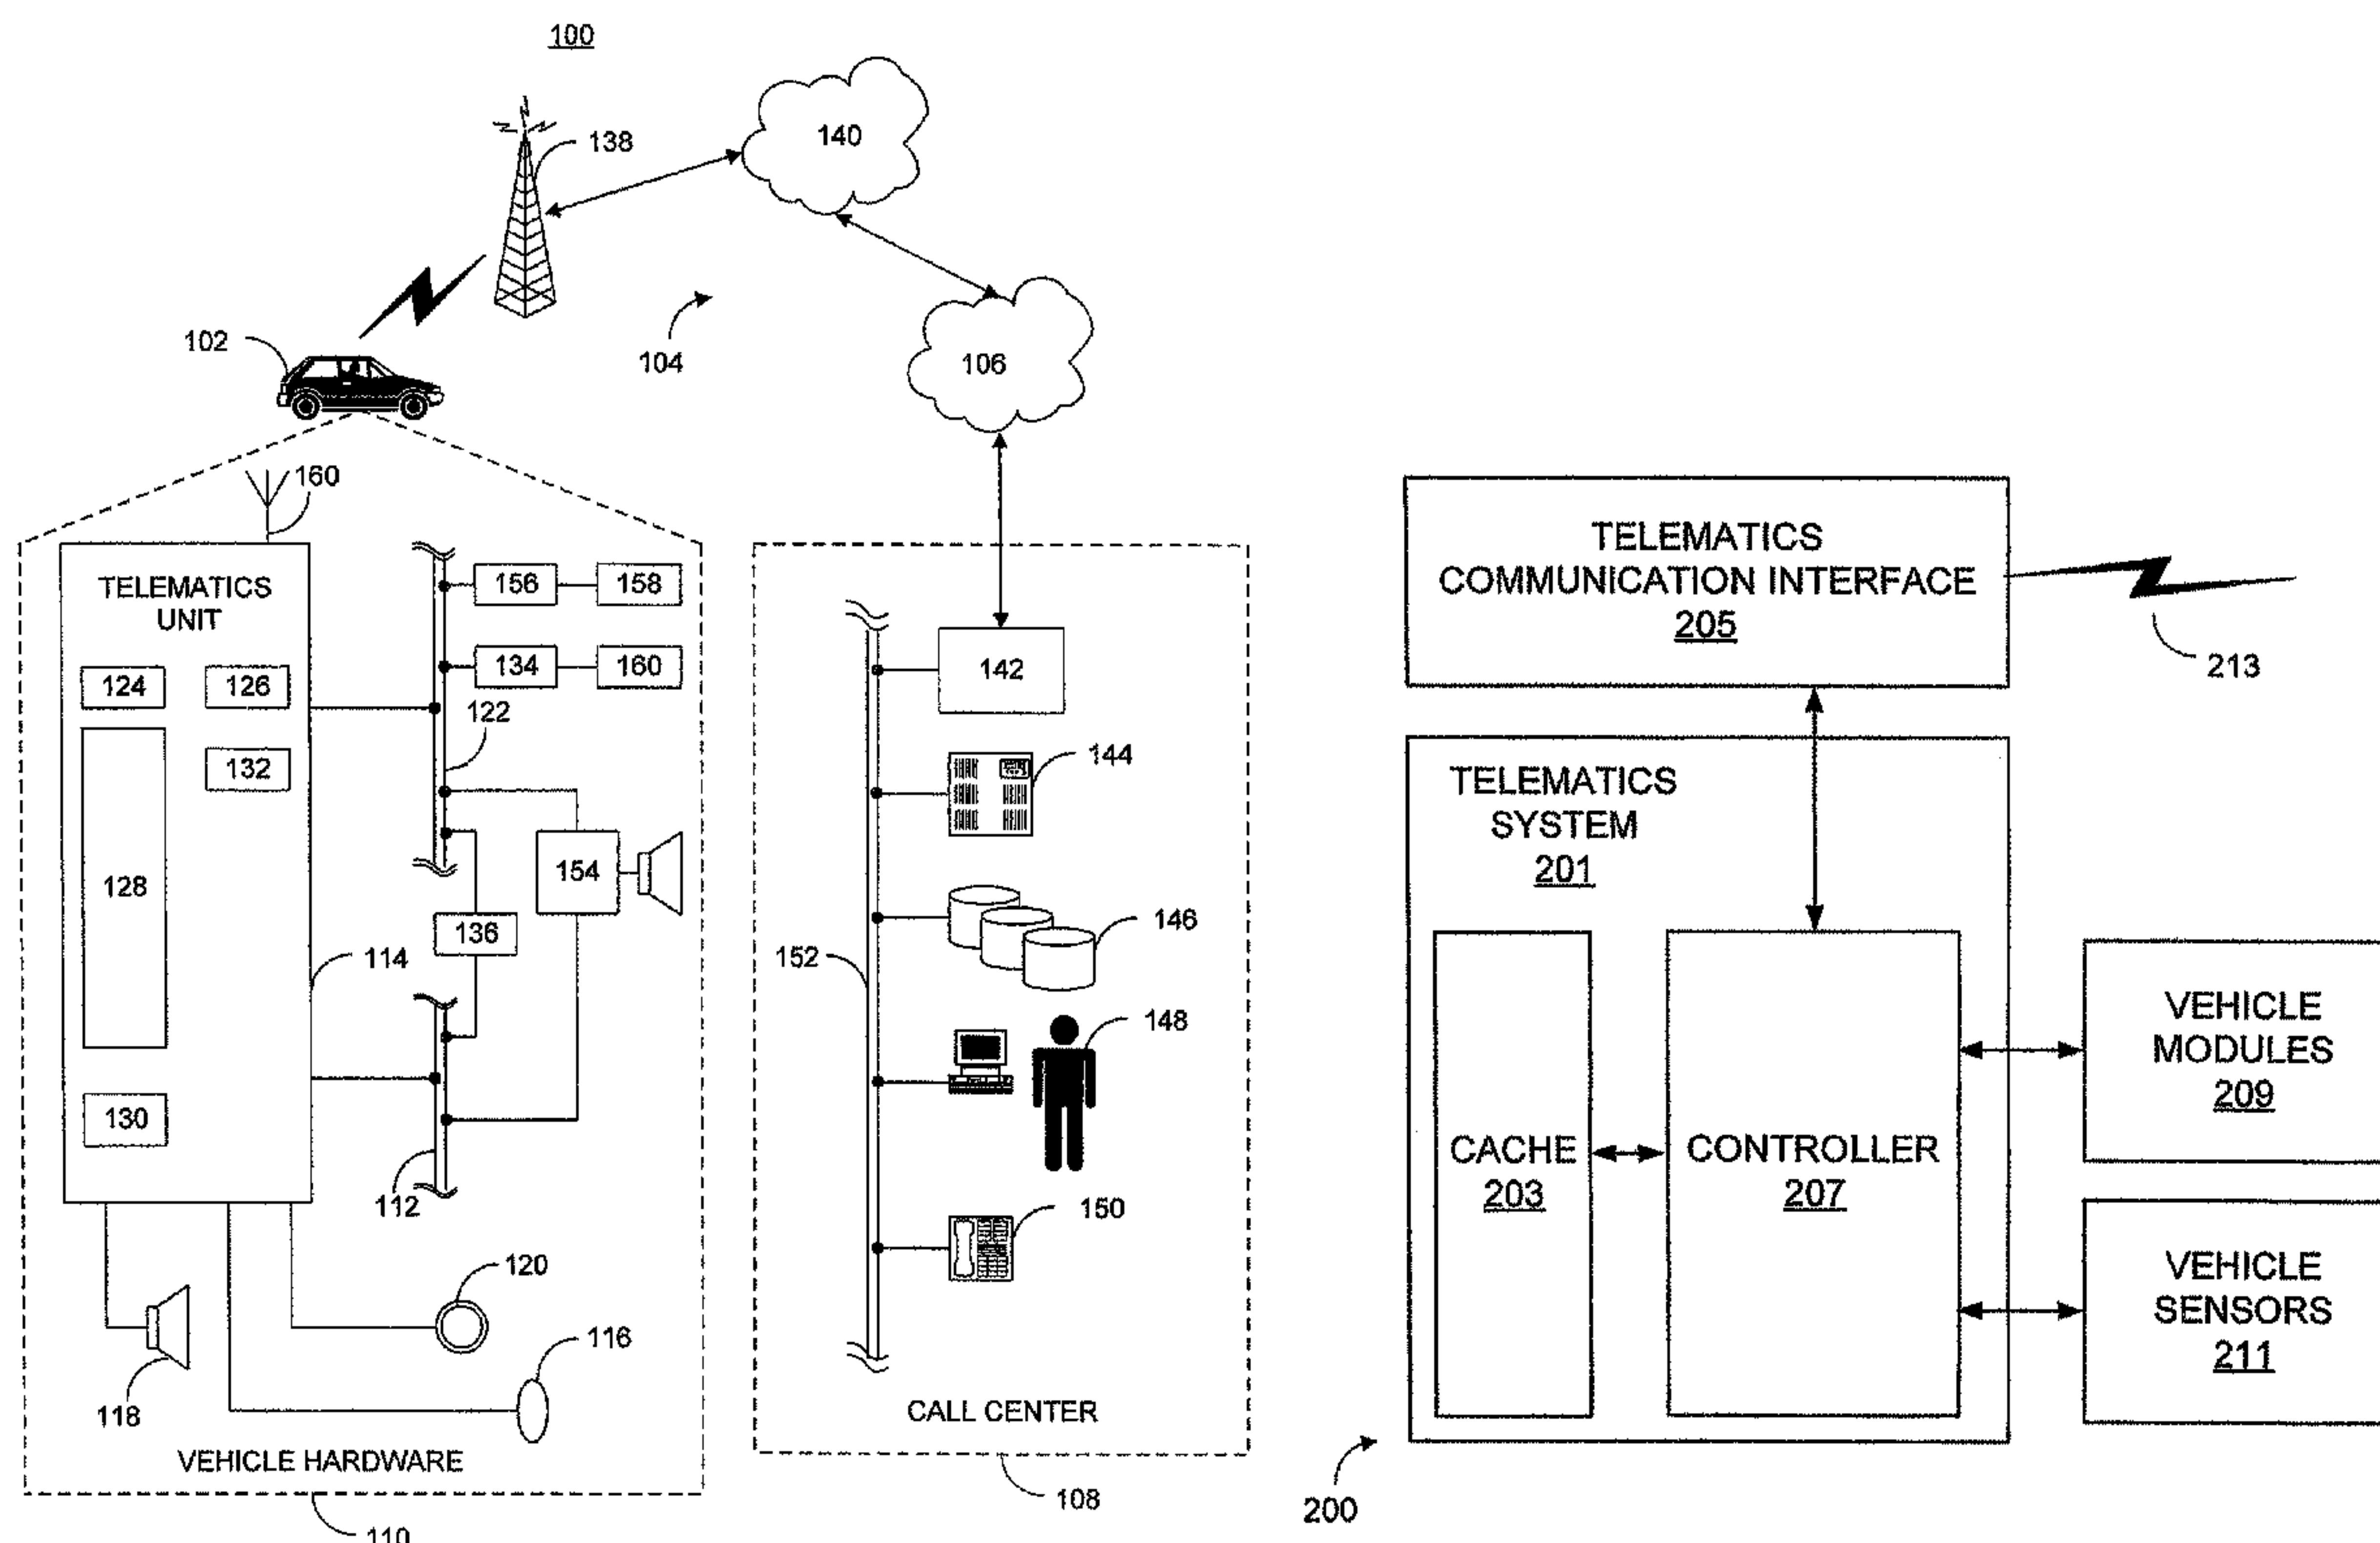 100
138
140
104
102
106
160
TELEMATICS
UNIT
124
126
132
128
130
114
156
158
134
160
122
154
136
112
120
116
118
VEHICLE HARDWARE
110
142
144
146
152
148
150
CALL CENTER
108
TELEMATICS
COMMUNICATION INTERFACE
205
213
TELEMATICS
SYSTEM
201
CACHE
203
CONTROLLER
207
VEHICLE
MODULES
209
VEHICLE
SENSORS
211
200